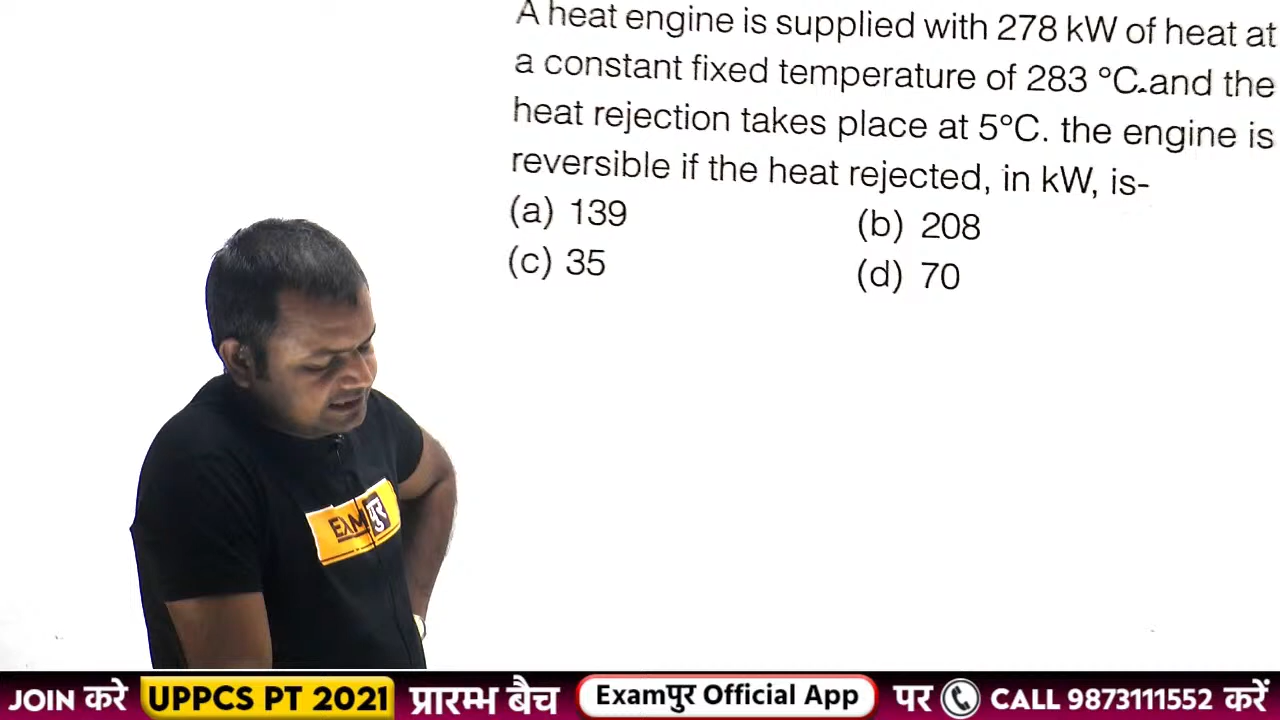 A heat engine is supplied with 278 kW of heat at
a constant fixed temperature of 283 °C.and the
heat rejection takes place at 5°C. the engine is
reversible if the heat rejected, in kW, is-
(a) 139 (b) 208
(c) 35 (d) 70
EXAMपुर
JOIN करे UPPCS PT 2021 प्रारम्भ बैच Examपुर Official App पर CALL 9873111552 करें